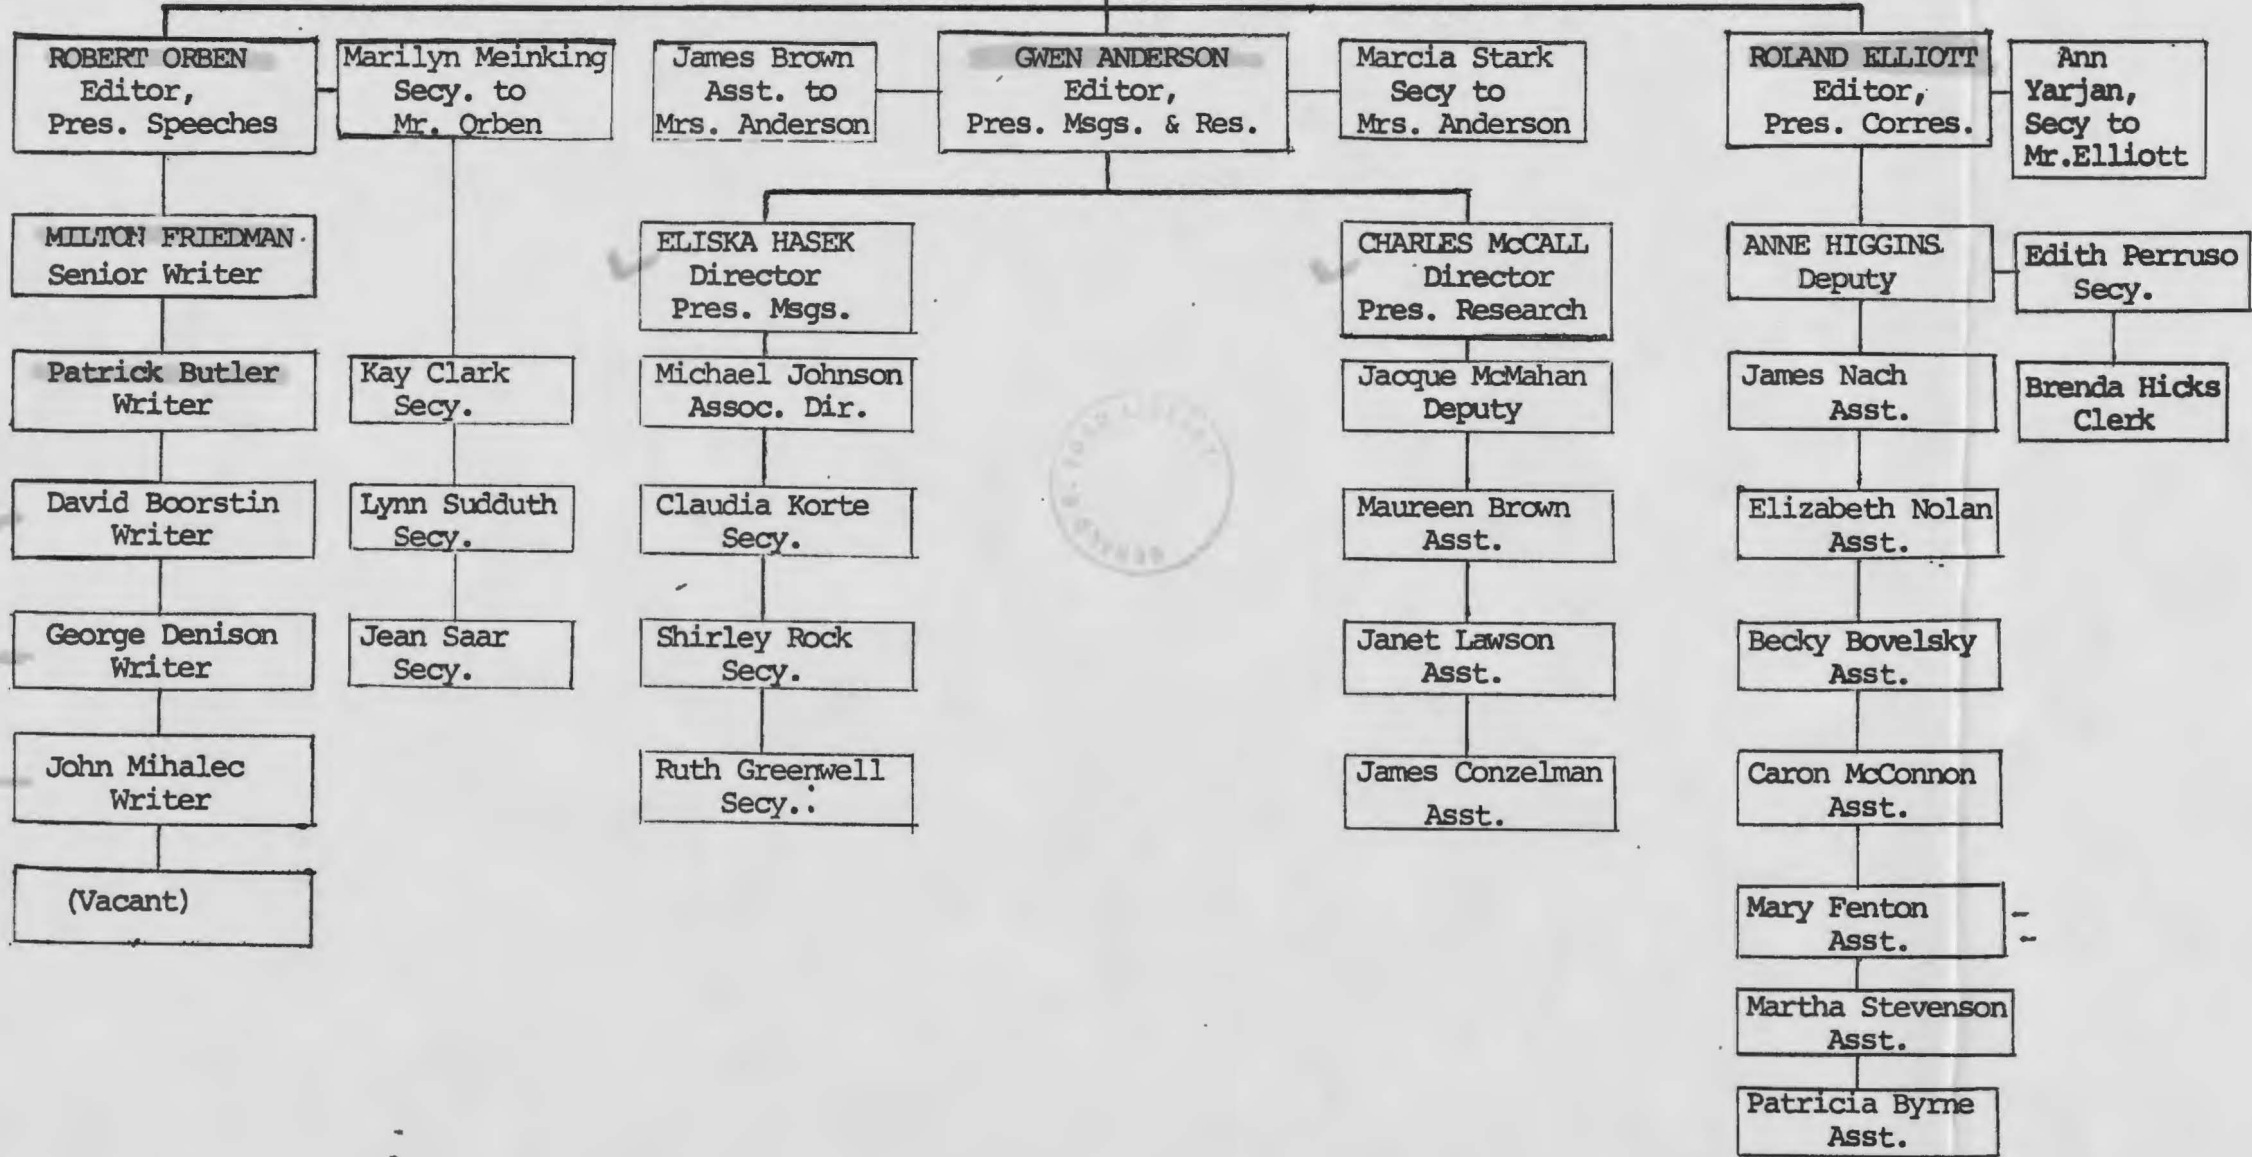 ROBERT ORBEN
Editor,
Pres. Speeches
Marilyn Meinking
Secy. to
Mr. Orben
James Brown
Asst. to
Mrs. Anderson
GWEN ANDERSON
Editor,
Pres. Msgs. & Res.
Marcia Stark
Secy to
Mrs. Anderson
ROLAND ELLIOTT
Editor,
Pres. Corres.
Ann
Yarjan,
Secy to
Mr.Elliott
MILTON FRIEDMAN
Senior Writer
Patrick Butler
Writer
David Boorstin
Writer
George Denison
Writer
John Mihalec
Writer
(Vacant)
Kay Clark
Secy.
Lynn Sudduth
Secy.
Jean Saar
Secy.
ELISKA HASEK
Director
Pres. Msgs.
Michael Johnson
Assoc. Dir.
Claudia Korte
Secy.
Shirley Rock
Secy.
Ruth Greenwell
Secy.
CHARLES McCALL
Director
Pres. Research
Jacque McMahan
Deputy
Maureen Brown
Asst.
Janet Lawson
Asst.
James Conzelman
Asst.
ANNE HIGGINS
Deputy
Edith Perruso
Secy.
Brenda Hicks
Clerk
James Nach
Asst.
Elizabeth Nolan
Asst.
Becky Bovelsky
Asst.
Caron McConnon
Asst.
Mary Fenton
Asst.
Martha Stevenson
Asst.
Patricia Byrne
Asst.